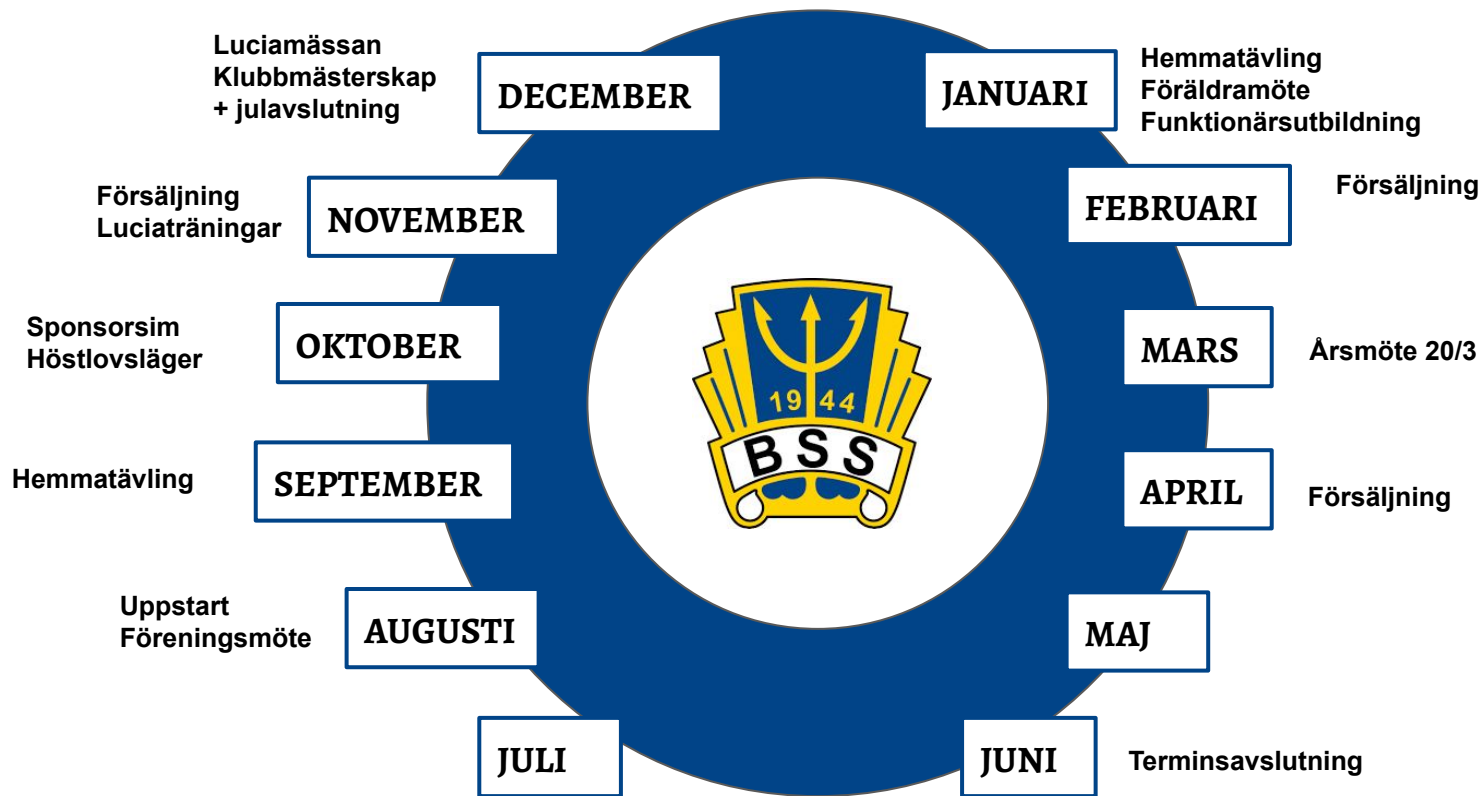 JANUARI
Hemmatävling
Föräldramöte
Funktionärsutbildning
FEBRUARI
Försäljning
MARS
Årsmöte 20/3
APRIL
Försäljning
MAJ
JUNI
Terminsavslutning
JULI
AUGUSTI
Uppstart
Föreningsmöte
SEPTEMBER
Hemmatävling
OKTOBER
Sponsorsim
Höstlovsläger
NOVEMBER
Försäljning
Luciaträningar
DECEMBER
Luciamässan
Klubbmästerskap
+ julavslutning
1944
BSS